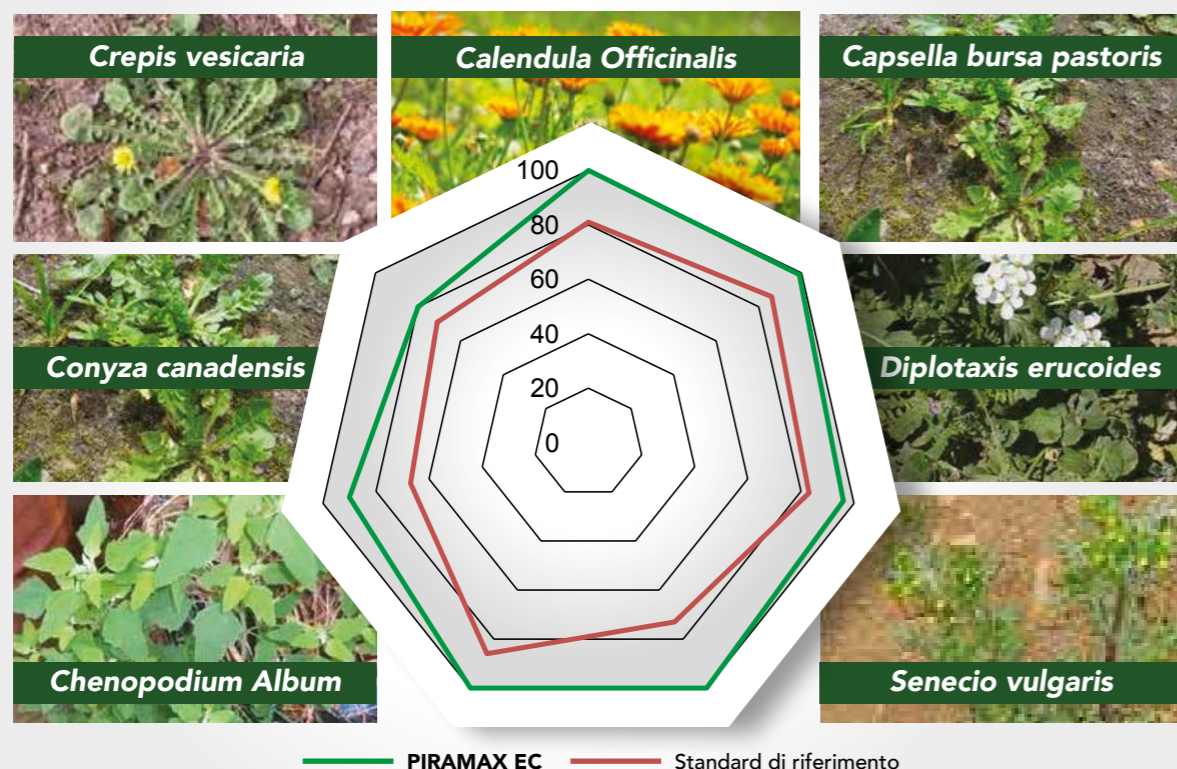 Crepis vesicaria
Calendula Officinalis
Capsella bursa pastoris
100
80
60
40
20
0
Conyza canadensis
Diplotaxis erucoides
Chenopodium Album
Senecio vulgaris
PIRAMAX EC
Standard di riferimento